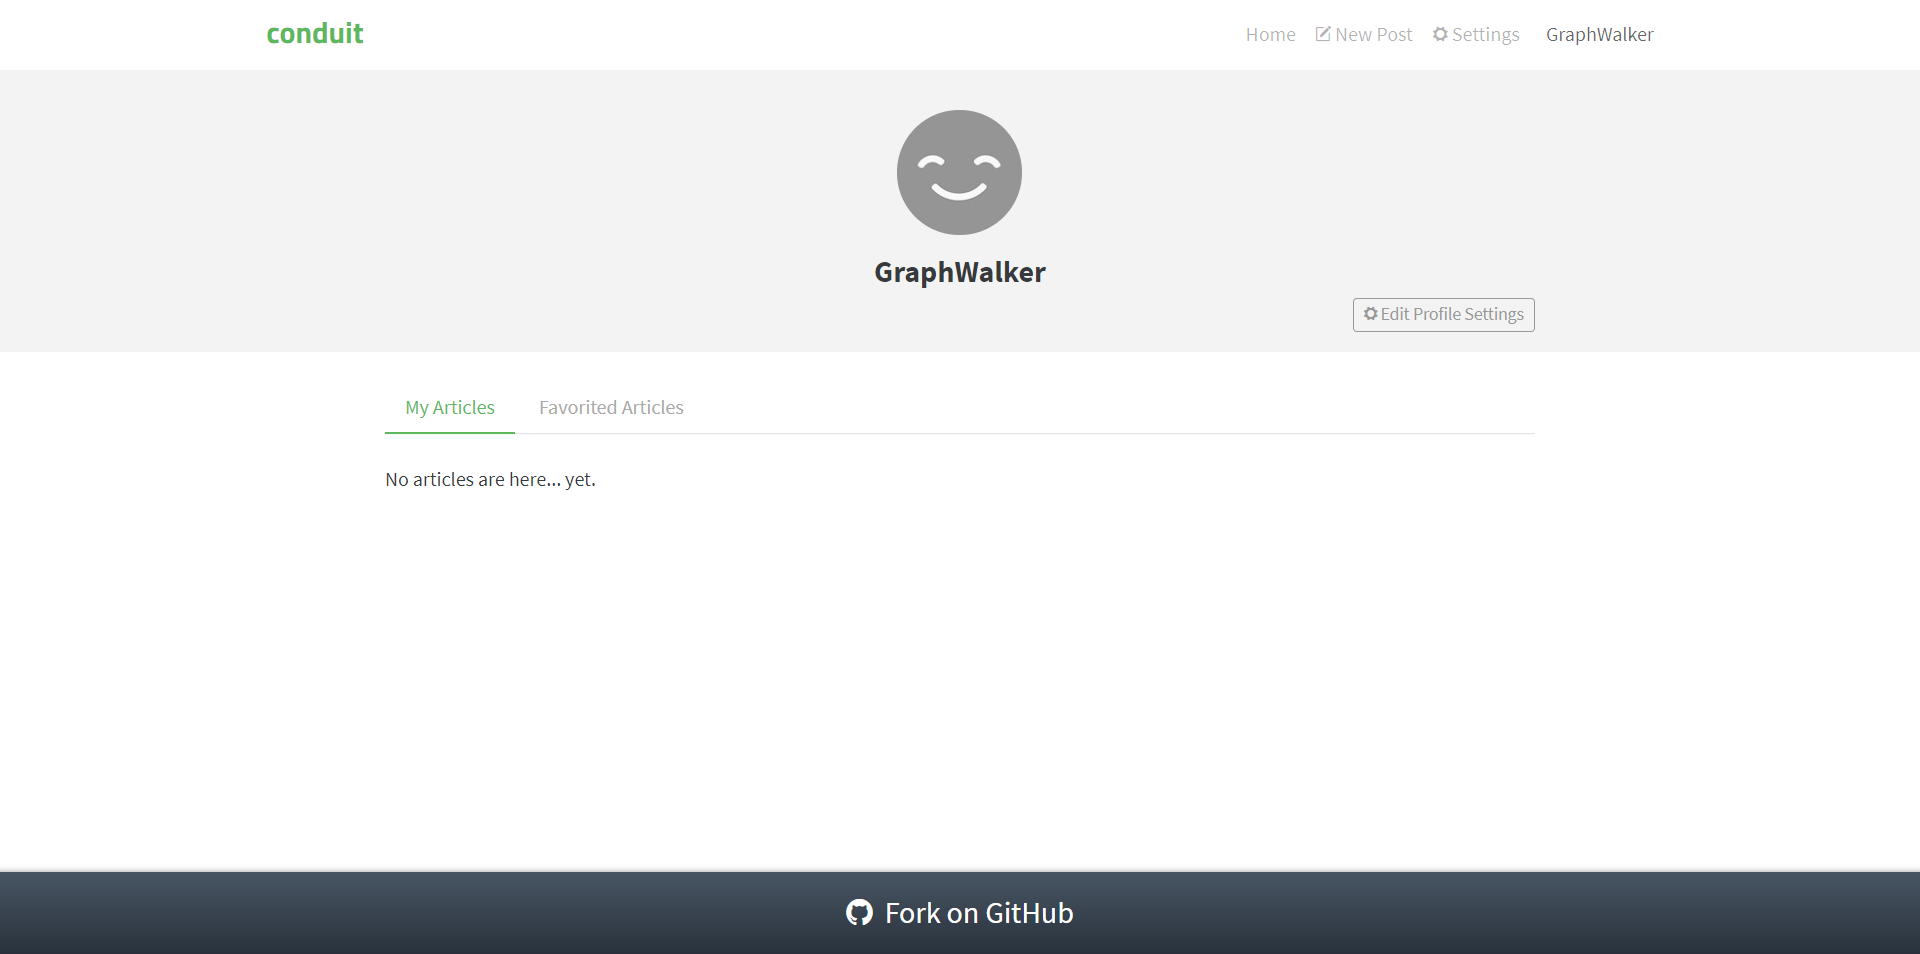 conduit
Home New Post Settings GraphWalker
GraphWalker
Edit Profile Settings
My Articles Favorited Articles
No articles are here... yet.
Fork on GitHub